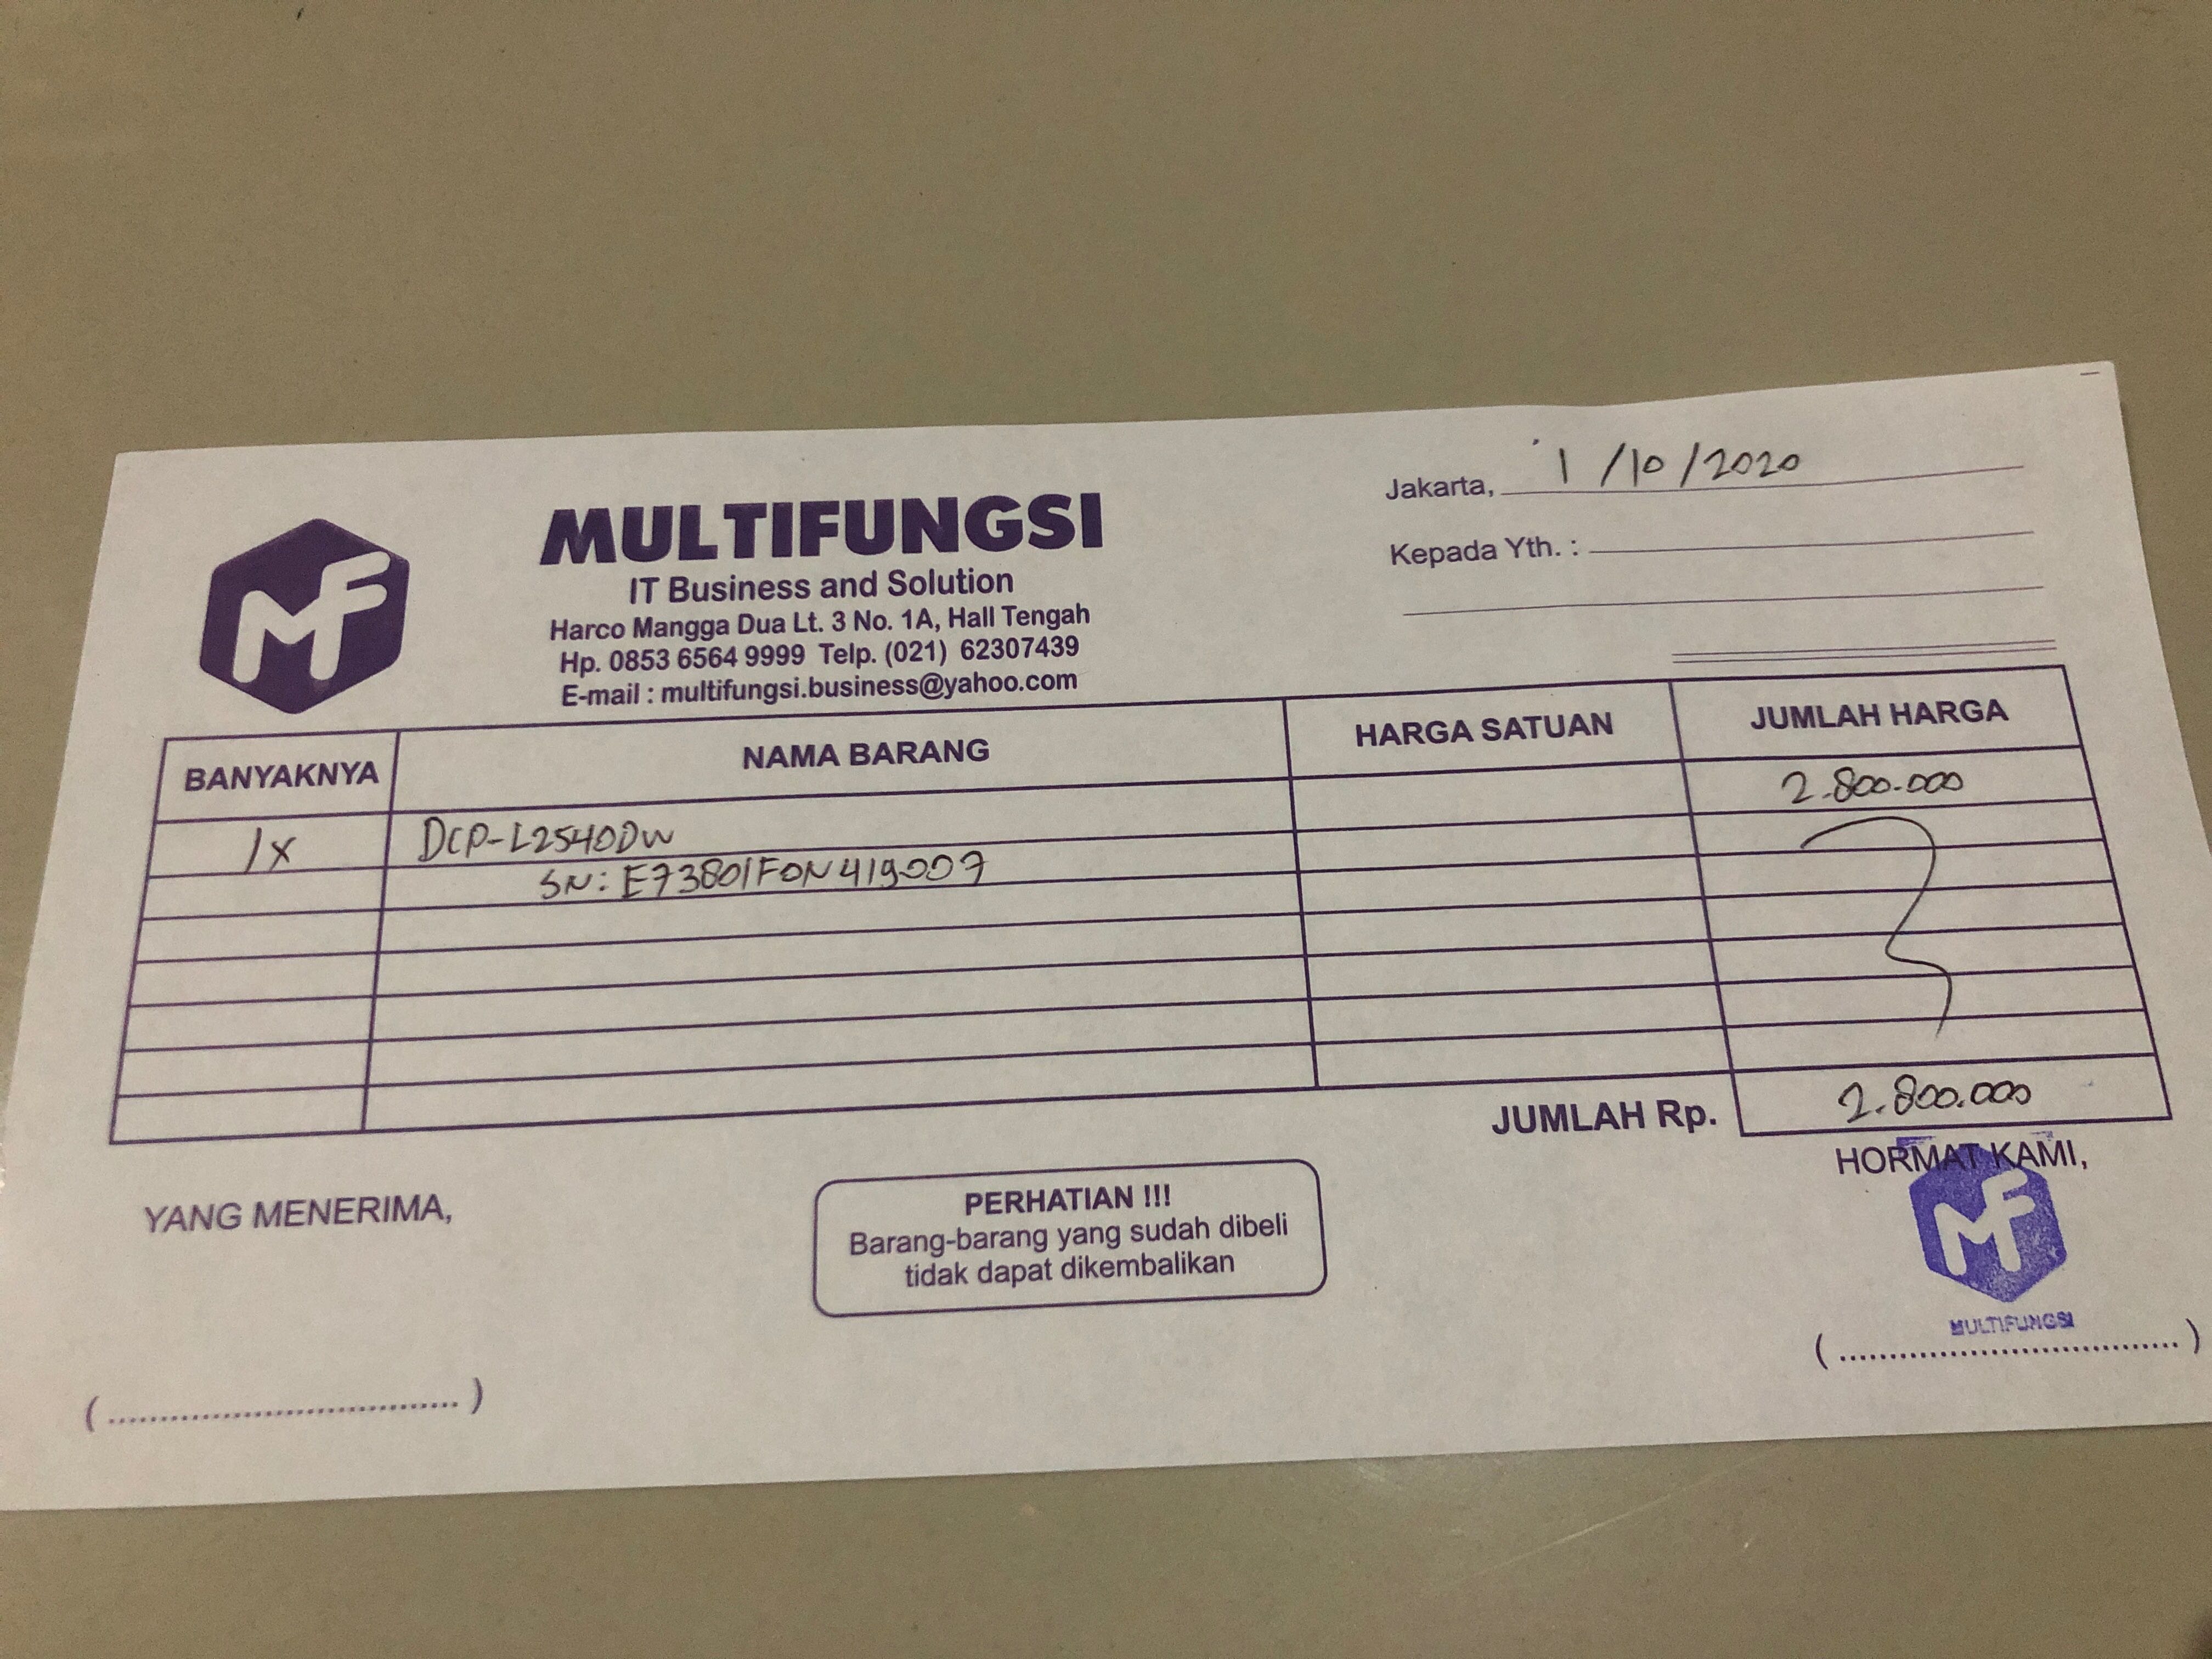 MF
MULTIFUNGSI
IT Business and Solution
Harco Mangga Dua Lt. 3 No. 1A, Hall Tengah
Hp. 0853 6564 9999 Telp. (021) 62307439
E-mail : multifungsi.business@yahoo.com
Jakarta, 1/10/2020
Kepada Yth. :
BANYAKNYA NAMA BARANG HARGA SATUAN JUMLAH HARGA
1x DCP-L2540DW 2.800.000
SN: E73801F0N419007
JUMLAH Rp. 2.800.000
YANG MENERIMA,
PERHATIAN !!!
Barang-barang yang sudah dibeli
tidak dapat dikembalikan
HORMAT KAMI,
MF
MULTIFUNGSI
(..................................)
(..................................)